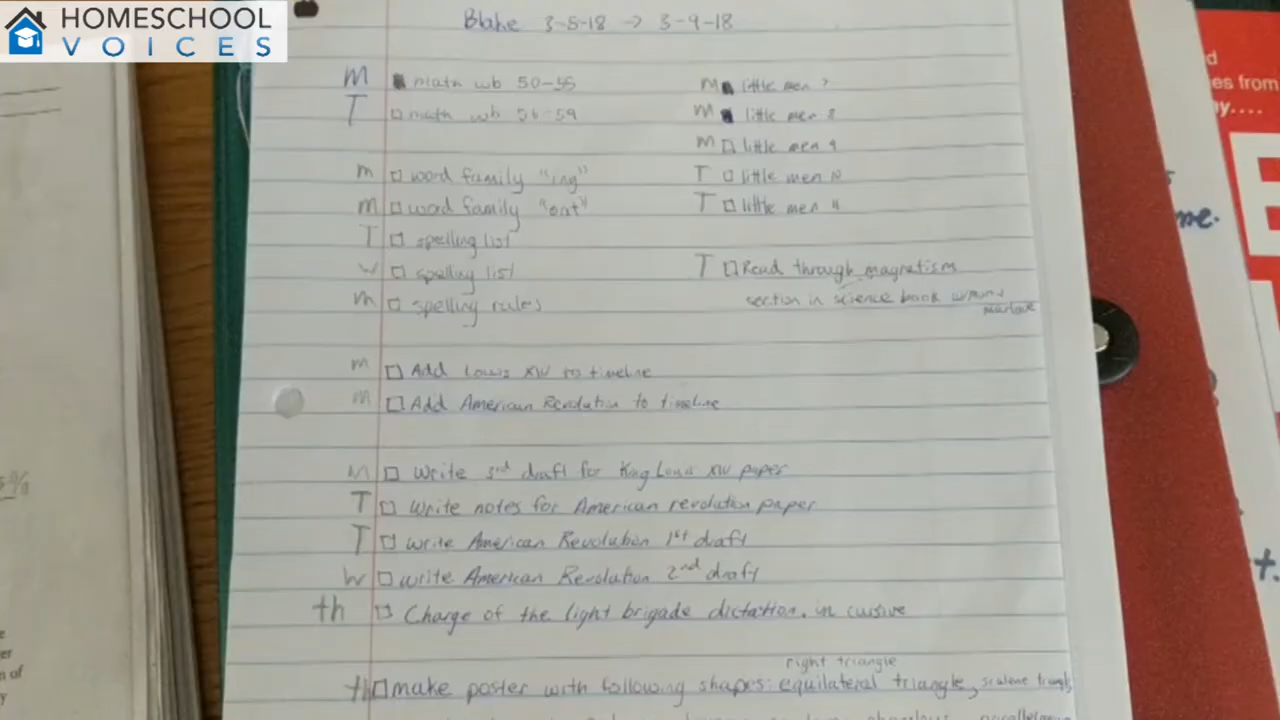 HOMESCHOOL
VOICES
Blake 3-5-18 → 3-9-18
M math wb 50-55
T math wb 56-59
M word family "ing"
M word family
T spelling list
W spelling list
M spelling rules
M Add Louis XIV to timeline
M Add American Revolution to timeline
M Write 3rd draft for King Louis XIV paper
T Write notes for American revolution paper
T Write American Revolution 1st draft
W write American Revolution 2nd draft
th Charge of the light brigade dictation. in cursive
right triangle
th make poster with following shapes: equilateral triangle, scalene triangle
M little men 7
M little men 8
M little men 9
T little men 10
T little men 11
T Read through magnetism
section in science book
es from
y....
me.
t.